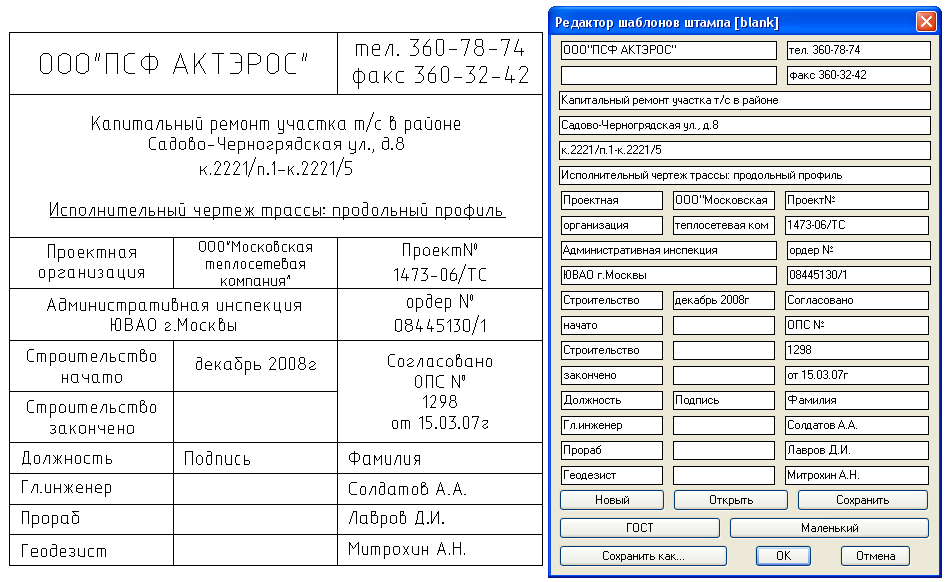 ООО"ПСФ АКТЭРОС"
тел. 360-78-74
факс 360-32-42
Капитальный ремонт участка т/с в районе
Садово-Черногрядская ул., д.8
к.2221/п.1-к.2221/5
Исполнительный чертеж трассы: продольный профиль
Проектная
организация
ООО"Московская
теплосетевая
компания"
Проект№
1473-06/ТС
Административная инспекция
ЮВАО г.Москвы
ордер №
08445130/1
Строительство
начато
декабрь 2008г
Согласовано
ОПС №
1298
от 15.03.07г
Строительство
закончено
Должность
Подпись
Фамилия
Гл.инженер
Солдатов А.А.
Прораб
Лавров Д.И.
Геодезист
Митрохин А.Н.
Редактор шаблонов штампа [blank]
ООО"ПСФ АКТЭРОС"
тел. 360-78-74
факс 360-32-42
Капитальный ремонт участка т/с в районе
Садово-Черногрядская ул., д.8
к.2221/п.1-к.2221/5
Исполнительный чертеж трассы: продольный профиль
Проектная
ООО"Московская
Проект№
организация
теплосетевая ком
1473-06/ТС
Административная инспекция
ордер №
ЮВАО г.Москвы
08445130/1
Строительство
декабрь 2008г
Согласовано
начато
ОПС №
Строительство
1298
закончено
от 15.03.07г
Должность
Подпись
Фамилия
Гл.инженер
Солдатов А.А.
Прораб
Лавров Д.И.
Геодезист
Митрохин А.Н.
Новый
Открыть
Сохранить
ГОСТ
Маленький
Сохранить как...
OK
Отмена